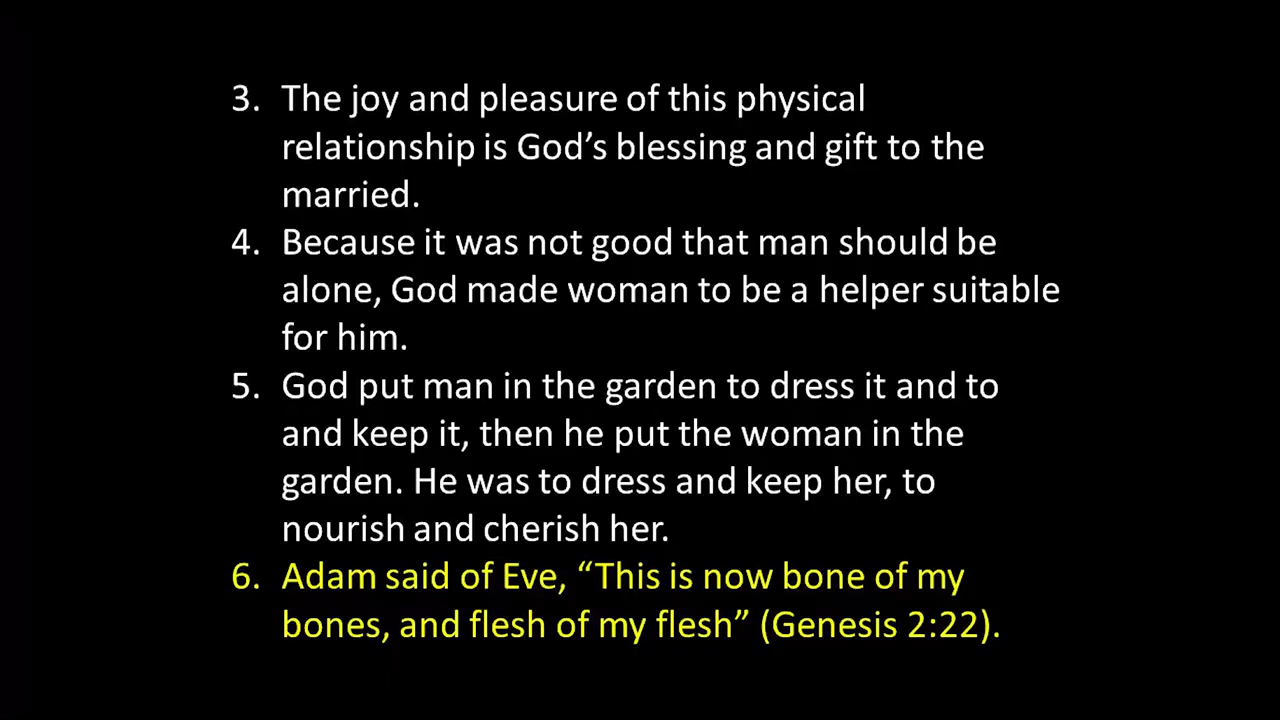 3. The joy and pleasure of this physical
relationship is God’s blessing and gift to the
married.
4. Because it was not good that man should be
alone, God made woman to be a helper suitable
for him.
5. God put man in the garden to dress it and to
and keep it, then he put the woman in the
garden. He was to dress and keep her, to
nourish and cherish her.
6. Adam said of Eve, “This is now bone of my
bones, and flesh of my flesh” (Genesis 2:22).